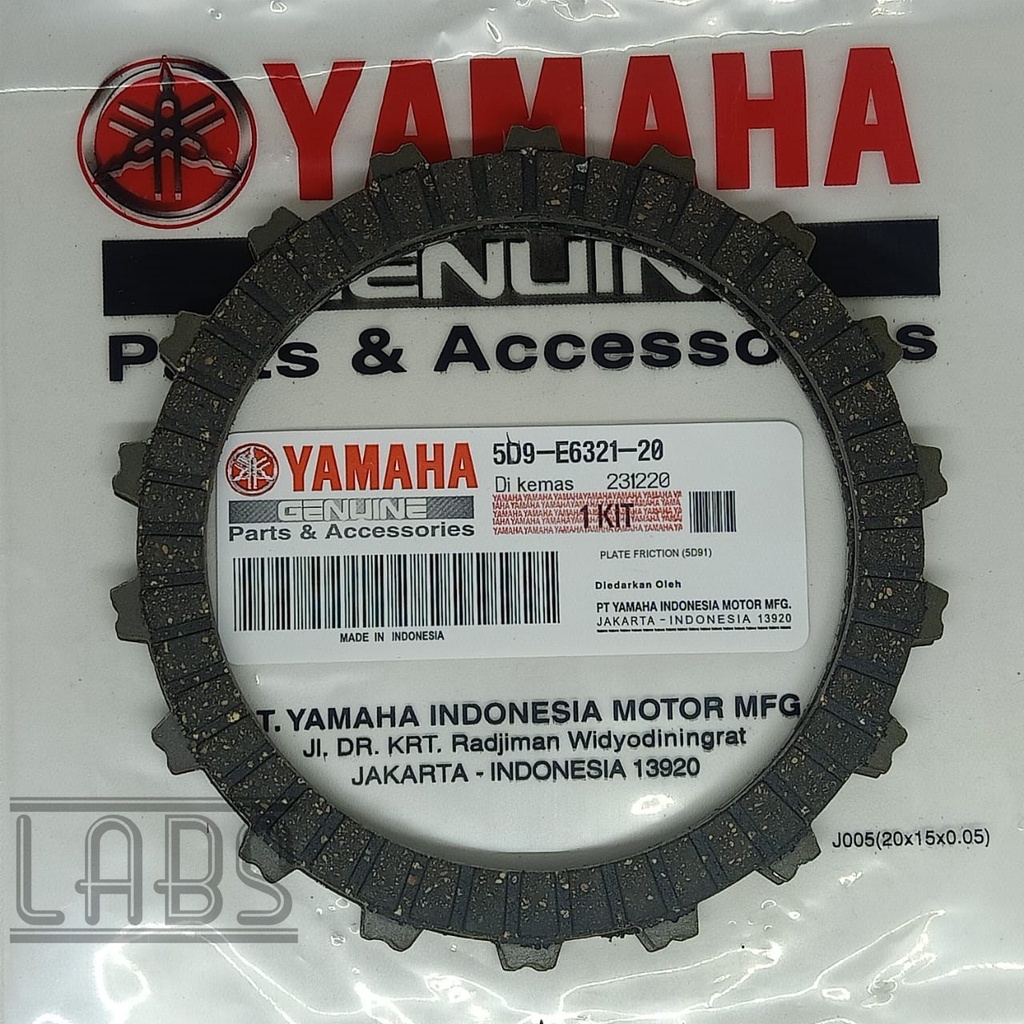 YAMAHA
GENUINE
Parts & Accessories
YAMAHA
GENUINE
Parts & Accessories
MADE IN INDONESIA
5D9-E6321-20
Di kemas 231220
YAMAHAYAMAHAYAMAHAYAMAHAYAMAHAYA
1 KIT
PLATE FRICTION (5D91)
Diedarkan Oleh
PT YAMAHA INDONESIA MOTOR MFG.
JAKARTA - INDONESIA 13920
T. YAMAHA INDONESIA MOTOR MFG
Jl. DR. KRT. Radjiman Widyodiningrat
JAKARTA - INDONESIA 13920
J005(20x15x0.05)
LABS